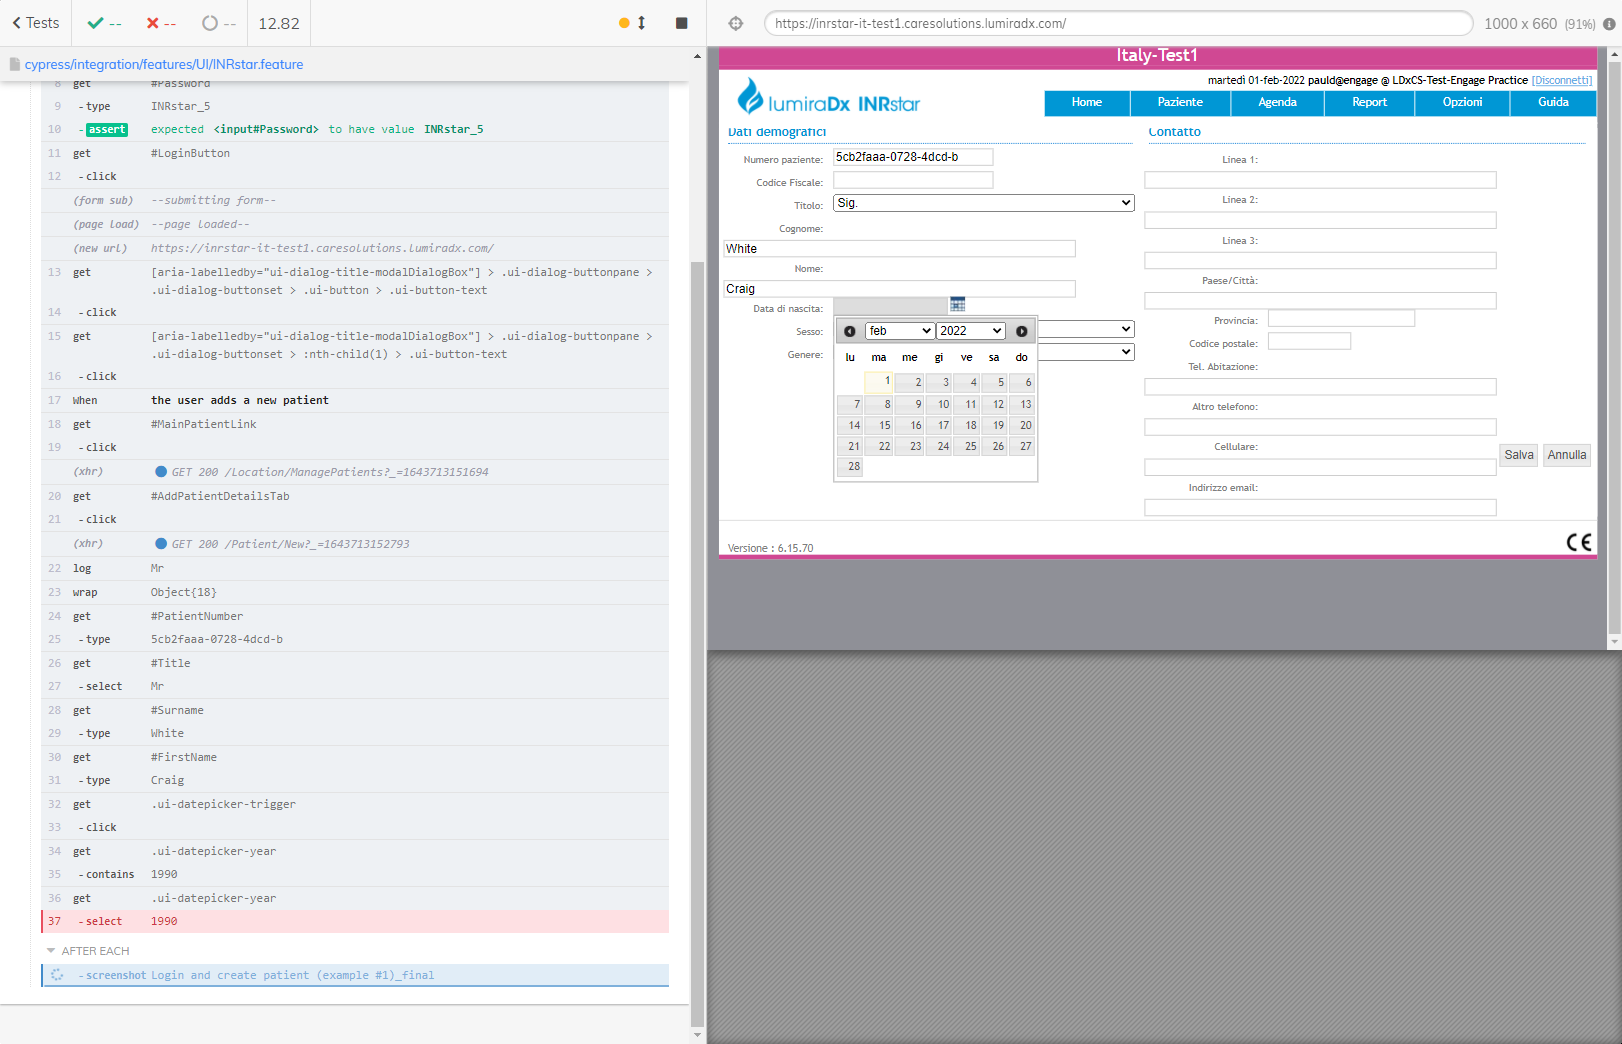 Tests
--
--
--
12.82
cypress/integration/features/UI/INRstar.feature
8 get #Password
9 -type INRstar_5
10 -assert expected <input#Password> to have value INRstar_5
11 get #LoginButton
12 -click
(form sub) --submitting form--
(page load) --page loaded--
(new url) https://inrstar-it-test1.caresolutions.lumiradx.com/
13 get [aria-labelledby="ui-dialog-title-modalDialogBox"] > .ui-dialog-buttonpane >
.ui-dialog-buttonset > .ui-button > .ui-button-text
14 -click
15 get [aria-labelledby="ui-dialog-title-modalDialogBox"] > .ui-dialog-buttonpane >
.ui-dialog-buttonset > :nth-child(1) > .ui-button-text
16 -click
17 When the user adds a new patient
18 get #MainPatientLink
19 -click
(xhr) GET 200 /Location/ManagePatients?_=1643713151694
20 get #AddPatientDetailsTab
21 -click
(xhr) GET 200 /Patient/New?_=1643713152793
22 log Mr
23 wrap Object{18}
24 get #PatientNumber
25 -type 5cb2faaa-0728-4dcd-b
26 get #Title
27 -select Mr
28 get #Surname
29 -type White
30 get #FirstName
31 -type Craig
32 get .ui-datepicker-trigger
33 -click
34 get .ui-datepicker-year
35 -contains 1990
36 get .ui-datepicker-year
37 -select 1990
AFTER EACH
-screenshot Login and create patient (example #1)_final
https://inrstar-it-test1.caresolutions.lumiradx.com/
1000 x 660 (91%)
Italy-Test1
martedì 01-feb-2022 pauld@engage @ LDxCS-Test-Engage Practice [Disconnetti]
lumiraDx INRstar
Home Paziente Agenda Report Opzioni Guida
Dati demografici
Numero paziente: 5cb2faaa-0728-4dcd-b
Codice Fiscale:
Titolo: Sig.
Cognome:
White
Nome:
Craig
Data di nascita:
Sesso:
Genere:
feb 2022
lu ma me gi ve sa do
1 2 3 4 5 6
7 8 9 10 11 12 13
14 15 16 17 18 19 20
21 22 23 24 25 26 27
28
Contatto
Linea 1:
Linea 2:
Linea 3:
Paese/Città:
Provincia:
Codice postale:
Tel. Abitazione:
Altro telefono:
Cellulare:
Indirizzo email:
Salva Annulla
Versione : 6.15.70
CE